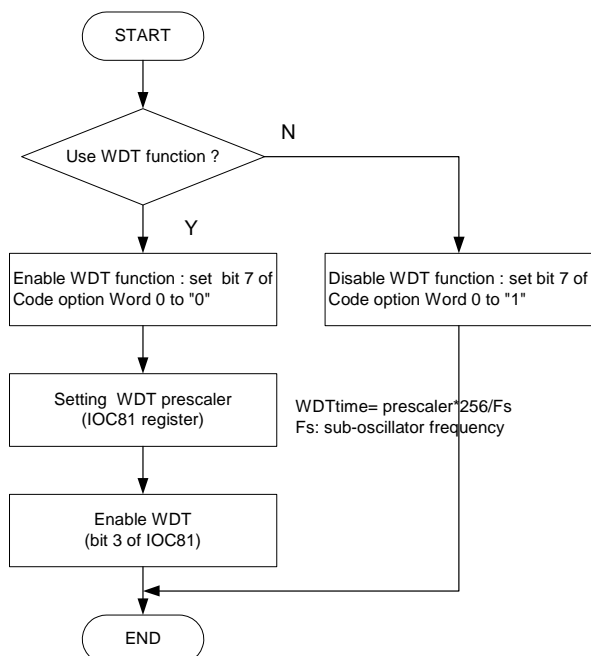 START
Use WDT function ?
N
Y
Enable WDT function : set bit 7 of
Code option Word 0 to "0"
Disable WDT function : set bit 7 of
Code option Word 0 to "1"
Setting WDT prescaler
(IOC81 register)
WDTtime= prescaler*256/Fs
Fs: sub-oscillator frequency
Enable WDT
(bit 3 of IOC81)
END